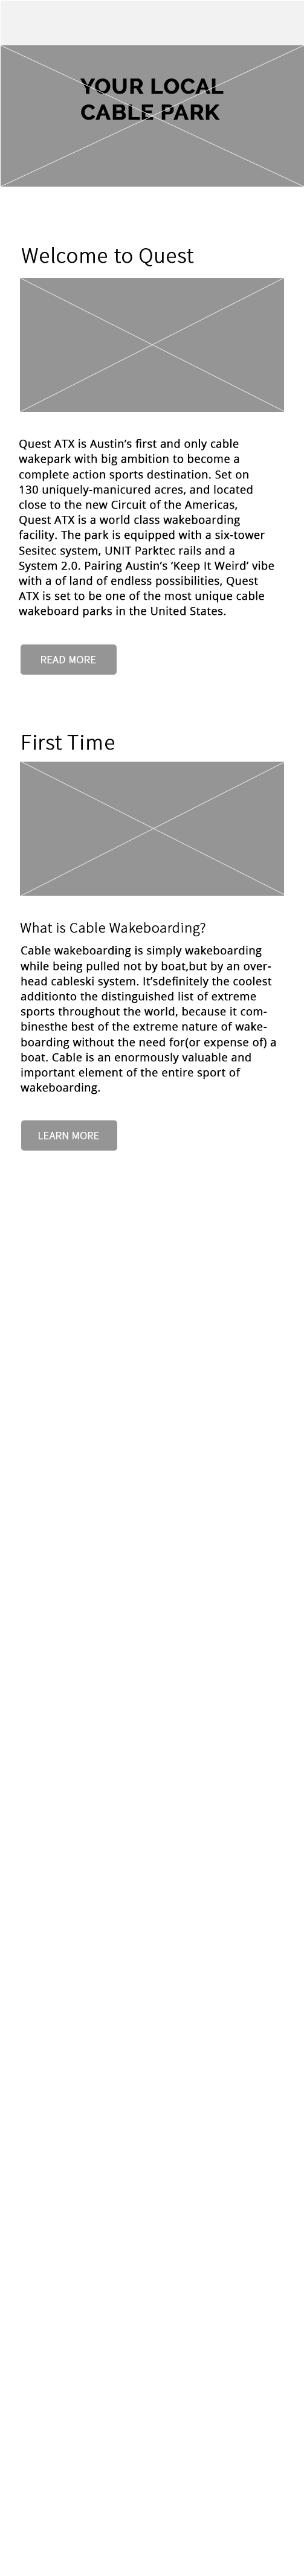 YOUR LOCAL
CABLE PARK
Welcome to Quest
Quest ATX is Austin’s first and only cable
wakepark with big ambition to become a
complete action sports destination. Set on
130 uniquely-manicured acres, and located
close to the new Circuit of the Americas,
Quest ATX is a world class wakeboarding
facility. The park is equipped with a six-tower
Sesitec system, UNIT Parktec rails and a
System 2.0. Pairing Austin’s ‘Keep It Weird’ vibe
with a of land of endless possibilities, Quest
ATX is set to be one of the most unique cable
wakeboard parks in the United States.
READ MORE
First Time
What is Cable Wakeboarding?
Cable wakeboarding is simply wakeboarding
while being pulled not by boat,but by an over-
head cableski system. It’sdefinitely the coolest
additionto the distinguished list of extreme
sports throughout the world, because it com-
binesthe best of the extreme nature of wake-
boarding without the need for(or expense of) a
boat. Cable is an enormously valuable and
important element of the entire sport of
wakeboarding.
LEARN MORE